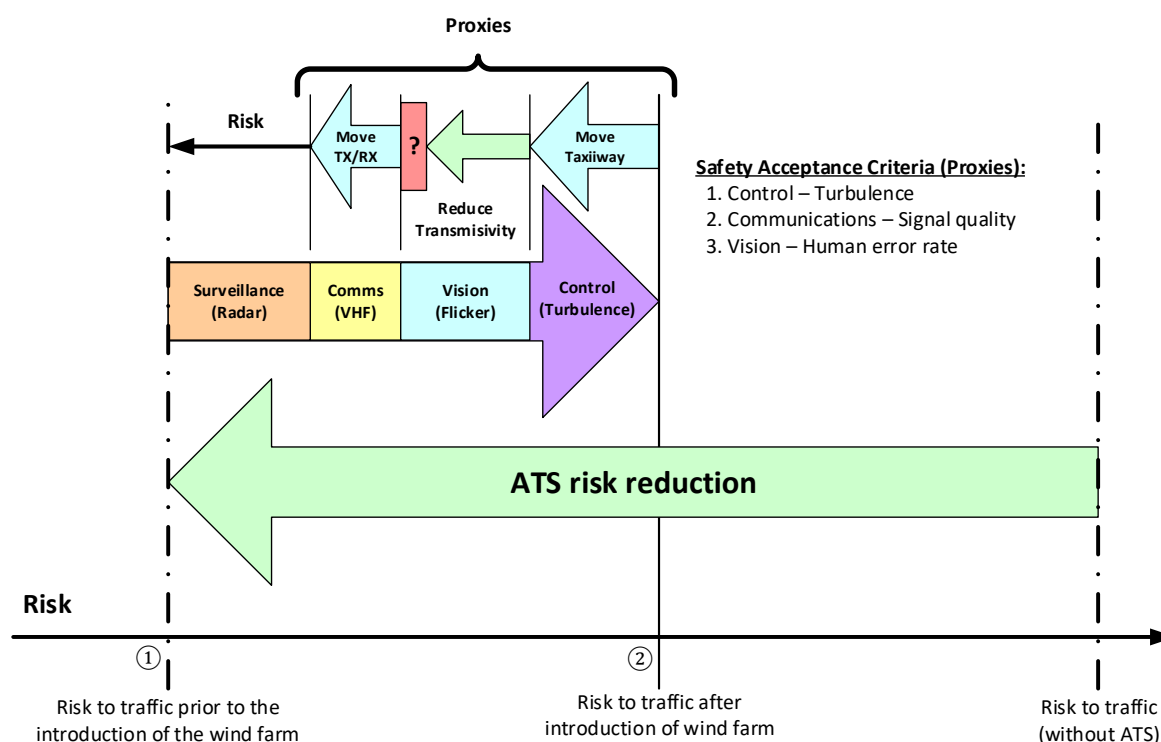 Proxies
Risk
Move
TX/RX
?
Move
Taxiiway
Reduce
Transmisivity
Safety Acceptance Criteria (Proxies):
1. Control – Turbulence
2. Communications – Signal quality
3. Vision – Human error rate
Surveillance
(Radar)
Comms
(VHF)
Vision
(Flicker)
Control
(Turbulence)
ATS risk reduction
Risk
①
②
Risk to traffic prior to the
introduction of the wind farm
Risk to traffic after
introduction of wind farm
Risk to traffic
(without ATS)